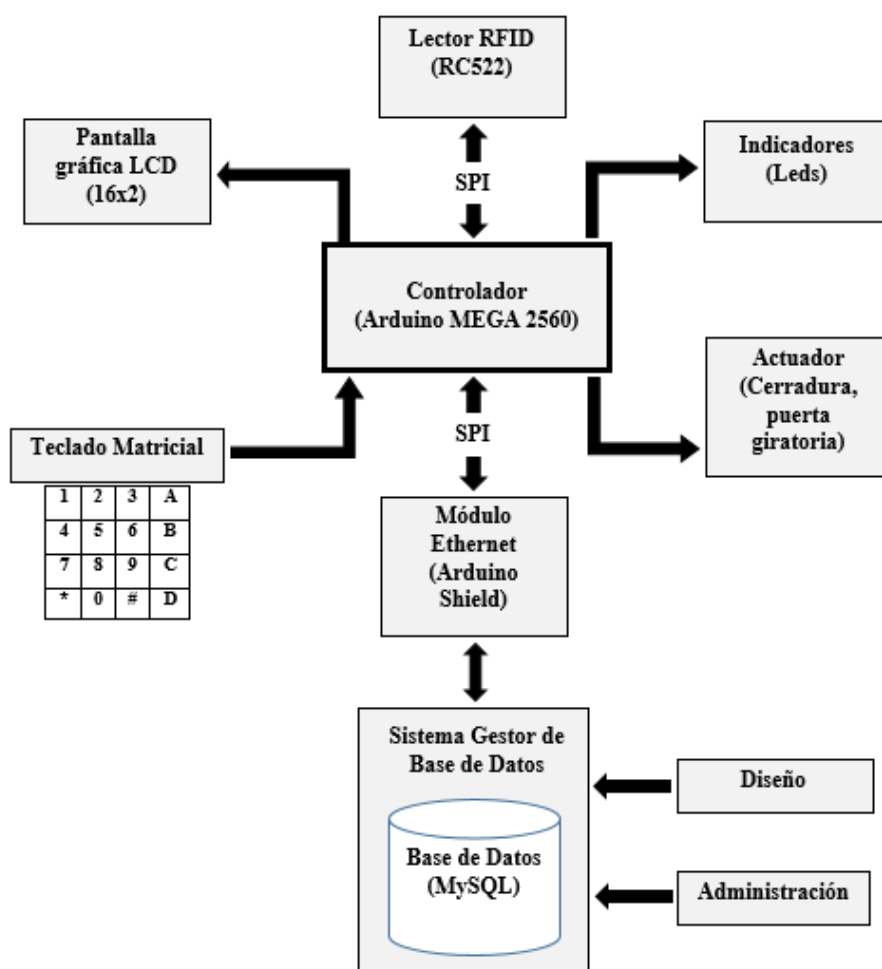 Lector RFID
(RC522)
Pantalla
gráfica LCD
(16x2)
SPI
Indicadores
(Leds)
Controlador
(Arduino MEGA 2560)
Actuador
(Cerradura,
puerta
giratoria)
Teclado Matricial
1 2 3 A
4 5 6 B
7 8 9 C
* 0 # D
SPI
Módulo
Ethernet
(Arduino
Shield)
Sistema Gestor de
Base de Datos
Base de Datos
(MySQL)
Diseño
Administración